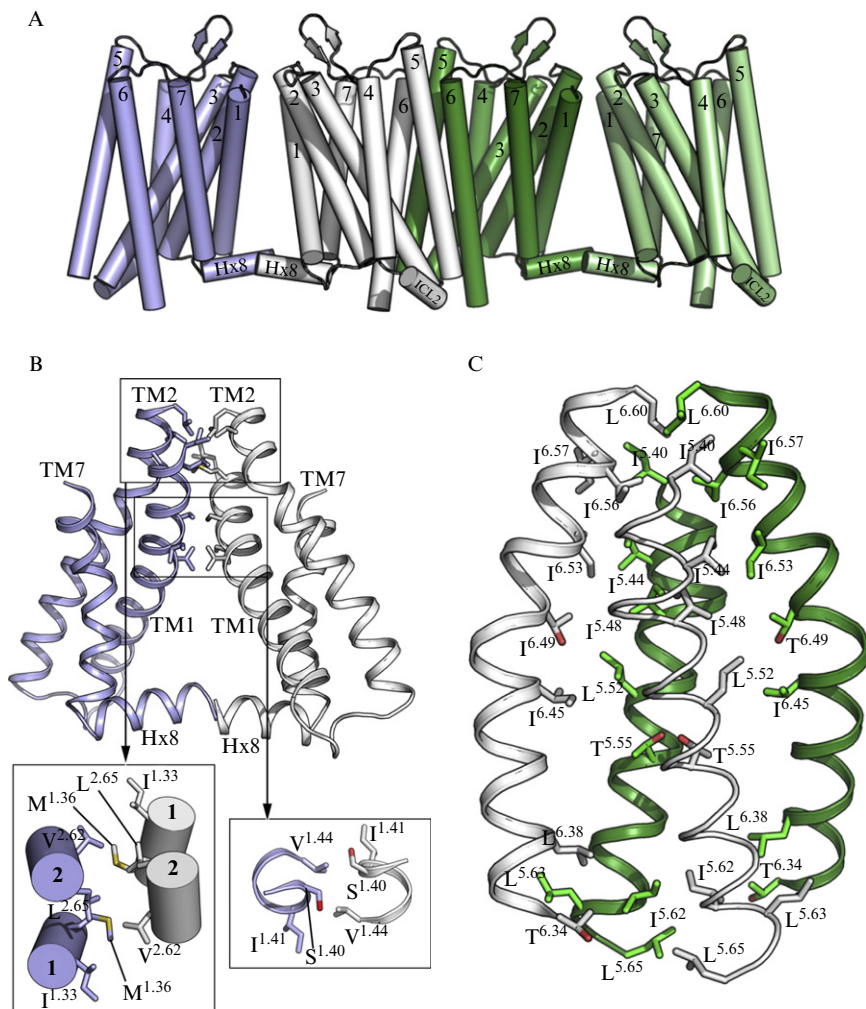 A
5 6 4 7 3 2 1 Hx8
2 3 1 7 4 5 6 Hx8 ICL2
5 6 4 7 3 2 1 Hx8
2 1 3 7 4 6 5 Hx8 ICL2
B
TM2 TM2
TM7 TM7
TM1 TM1
Hx8 Hx8
I1.33
L2.65
M1.36
1
V2.62
2 2
L2.65
1
V2.62
I1.33 M1.36
I1.41
V1.44
S1.40
V1.44
I1.41 S1.40
C
L6.60 L6.60
I6.57 I5.40 I5.40 I6.57
I6.56 I6.56
I6.53 I5.44 I5.44 I6.53
I6.49 I5.48 I5.48 T6.49
I6.45 L5.52 L5.52 I6.45
T5.55 T5.55
L6.38 L6.38
L5.63 I5.62 T6.34
T6.34 I5.62 L5.63
L5.65 L5.65